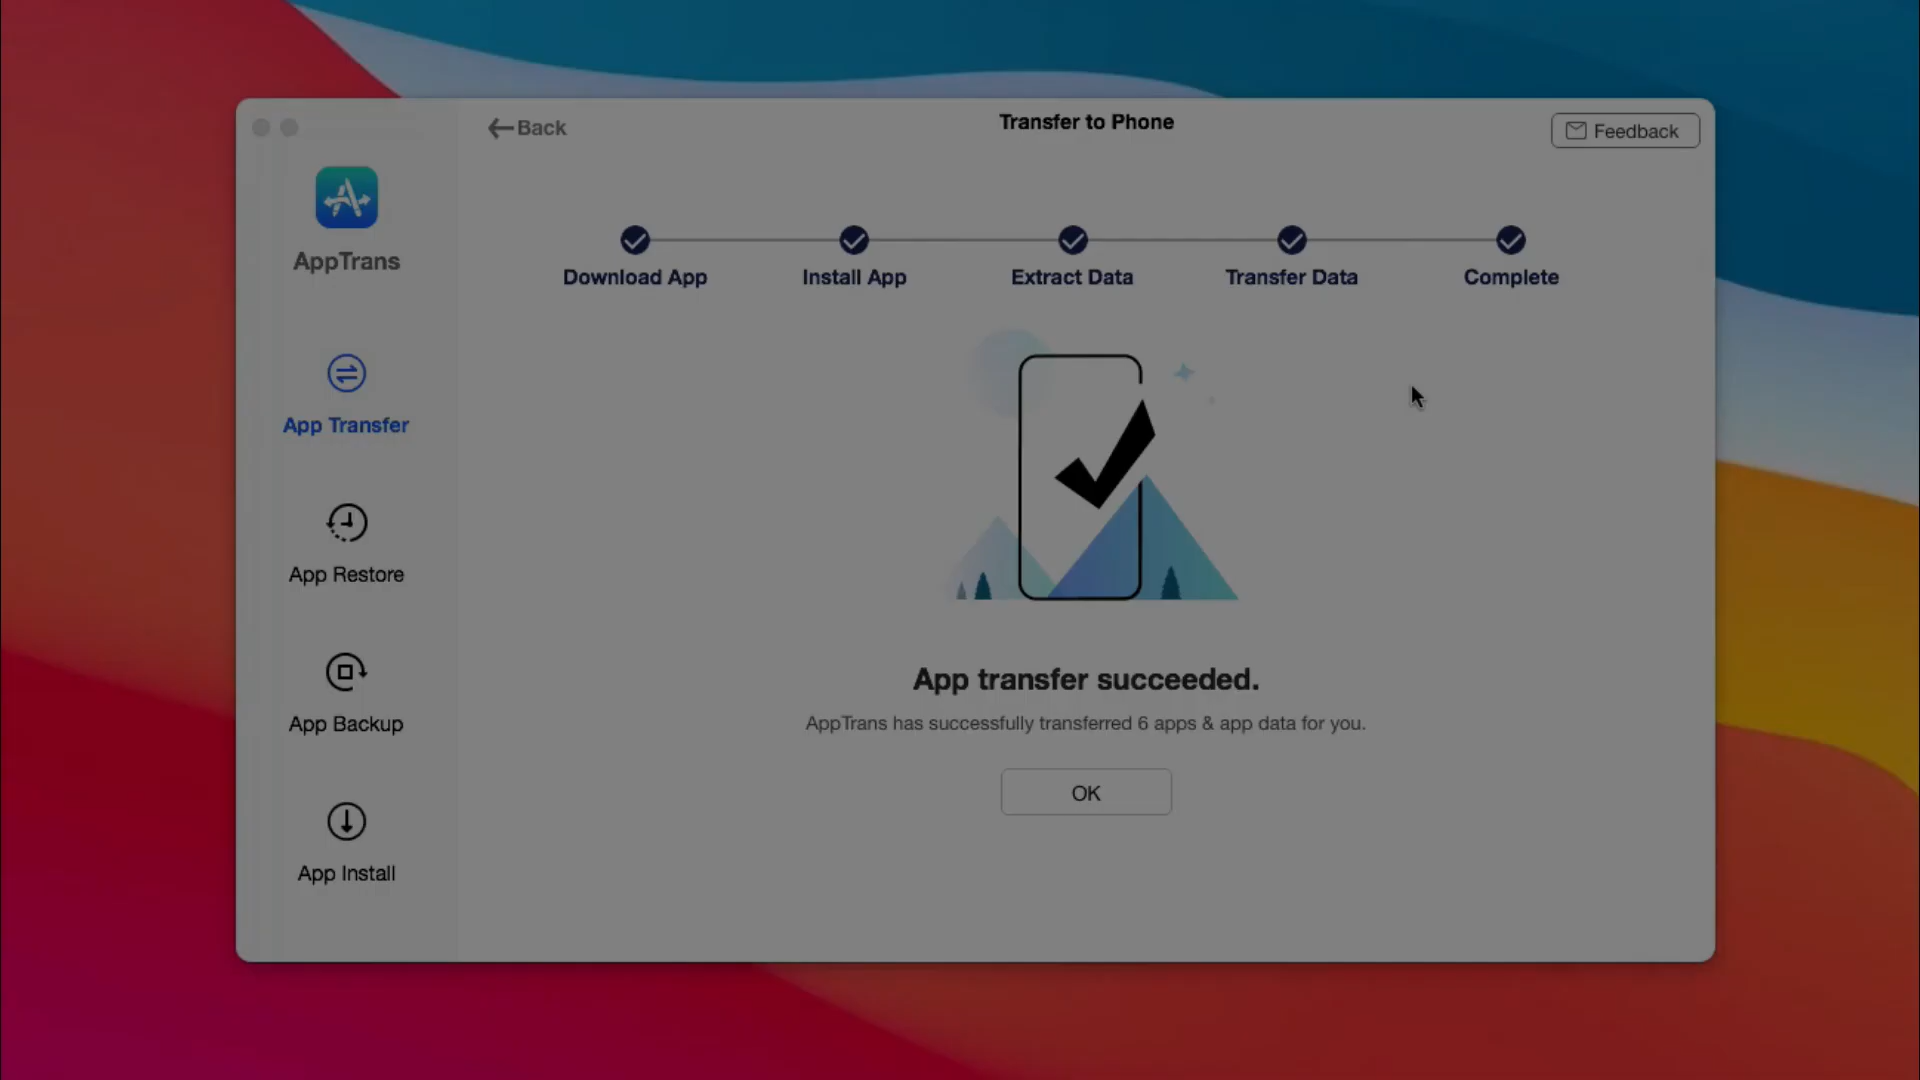 Back
Transfer to Phone
Feedback
AppTrans
Download App
Install App
Extract Data
Transfer Data
Complete
App Transfer
App Restore
App Backup
App Install
App transfer succeeded.
AppTrans has successfully transferred 6 apps & app data for you.
OK